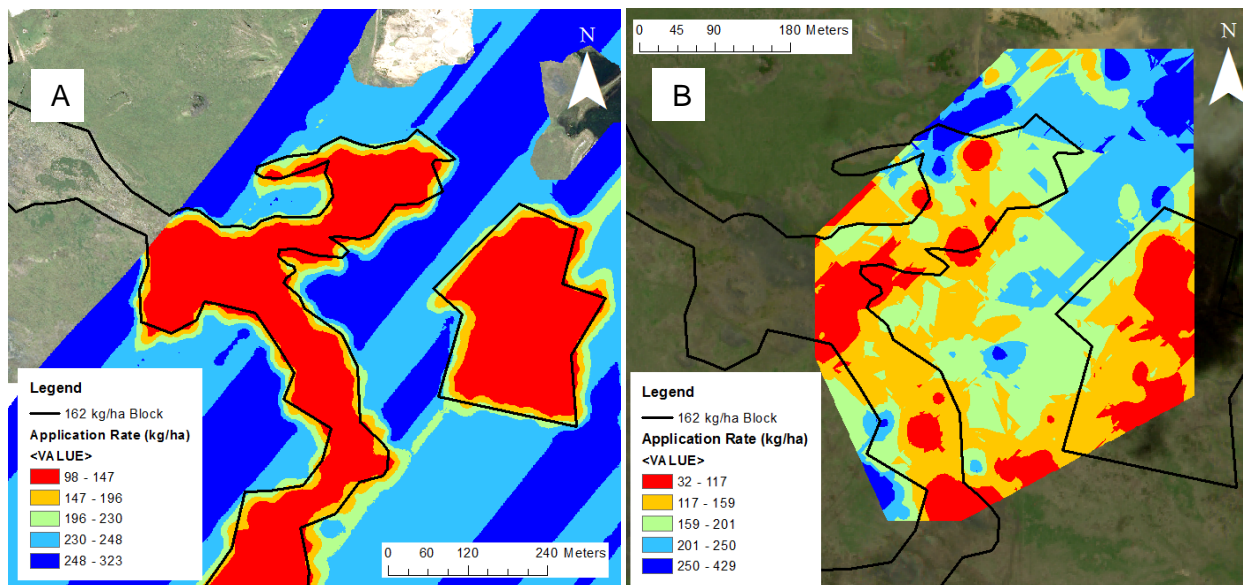 A
N
Legend
162 kg/ha Block
Application Rate (kg/ha)
<VALUE>
98 - 147
147 - 196
196 - 230
230 - 248
248 - 323
0 60 120 240 Meters
0 45 90 180 Meters
B
N
Legend
162 kg/ha Block
Application Rate (kg/ha)
<VALUE>
32 - 117
117 - 159
159 - 201
201 - 250
250 - 429